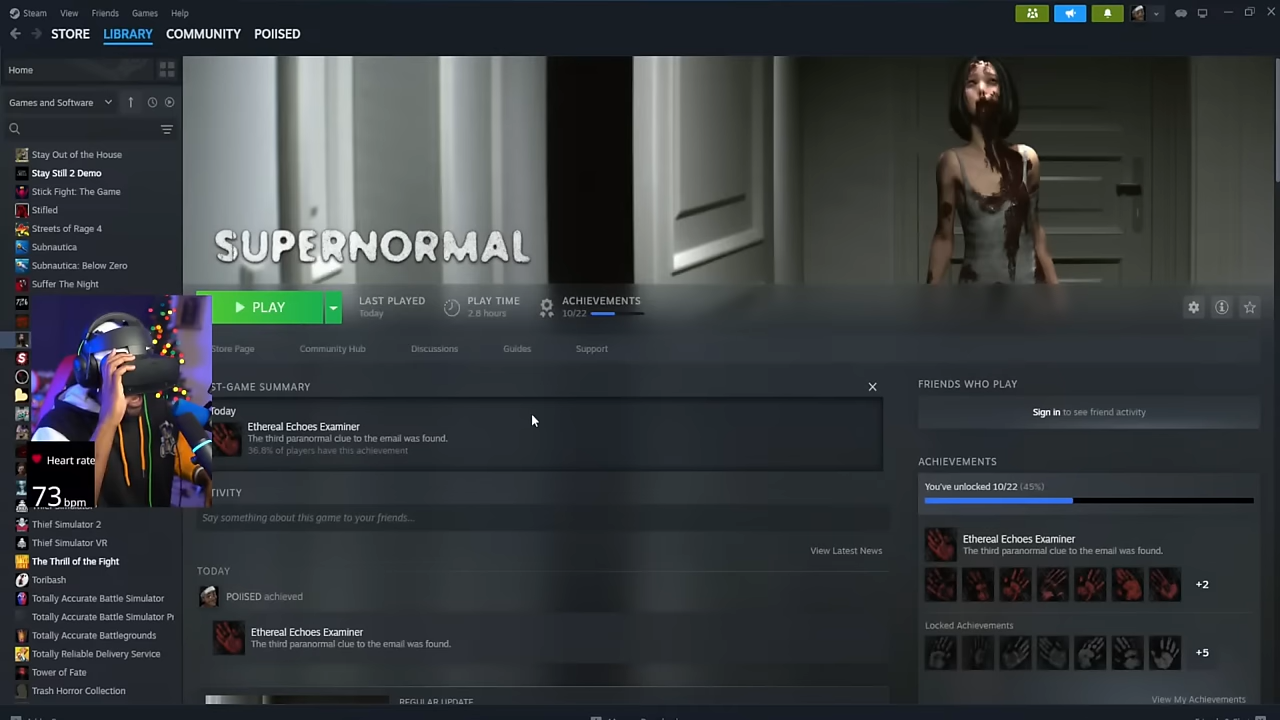 Steam View Friends Games Help
STORE LIBRARY COMMUNITY POIISED
Home
Games and Software
Stay Out of the House
Stay Still 2 Demo
Stick Fight: The Game
Stifled
Streets of Rage 4
Subnautica
Subnautica: Below Zero
Suffer The Night
Thief Simulator 2
Thief Simulator VR
The Thrill of the Fight
Toribash
Totally Accurate Battle Simulator
Totally Accurate Battle Simulator
Totally Accurate Battlegrounds
Totally Reliable Delivery Service
Tower of Fate
Trash Horror Collection
Heart rate
73 bpm
SUPERNORMAL
PLAY
LAST PLAYED
Today
PLAY TIME
2.8 hours
ACHIEVEMENTS
10/22
Store Page Community Hub Discussions Guides Support
ST-GAME SUMMARY
Today
Ethereal Echoes Examiner
The third paranormal clue to the email was found.
36.8% of players have this achievement
TIVITY
Say something about this game to your friends...
View Latest News
TODAY
POIISED achieved
Ethereal Echoes Examiner
The third paranormal clue to the email was found.
REGULAR UPDATE
FRIENDS WHO PLAY
Sign in to see friend activity
ACHIEVEMENTS
You've unlocked 10/22 (45%)
Ethereal Echoes Examiner
The third paranormal clue to the email was found.
+2
Locked Achievements
+5
View My Achievements